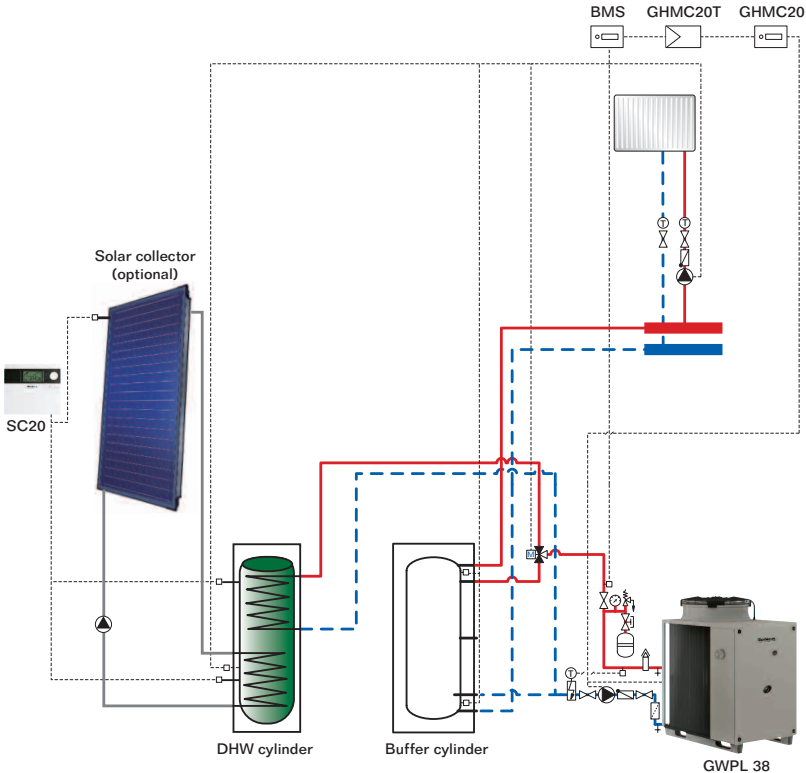 BMS
GHMC20T
GHMC20
T
T
Solar collector
(optional)
SC20
M
T
DHW cylinder
Buffer cylinder
GWPL 38